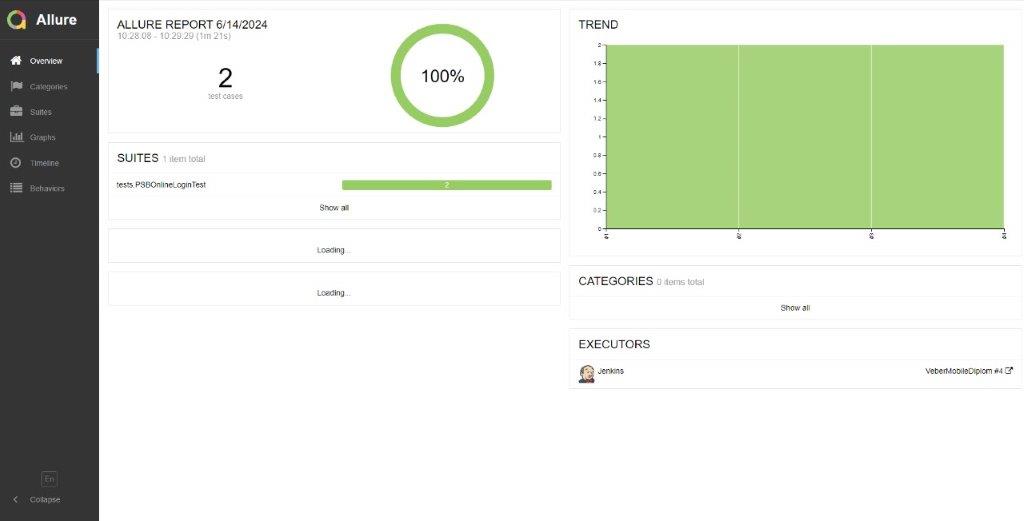 Allure
Overview
Categories
Suites
Graphs
Timeline
Behaviors
En
Collapse
ALLURE REPORT 6/14/2024
10:28:08 - 10:29:29 (1m 21s)
2
test cases
100%
SUITES 1 item total
tests.PSBOnlineLoginTest
2
Show all
Loading...
Loading...
TREND
2
1.8
1.6
1.4
1.2
1
0.8
0.6
0.4
0.2
0
#1
#2
#3
#4
CATEGORIES 0 items total
Show all
EXECUTORS
Jenkins
VeberMobileDiplom #4